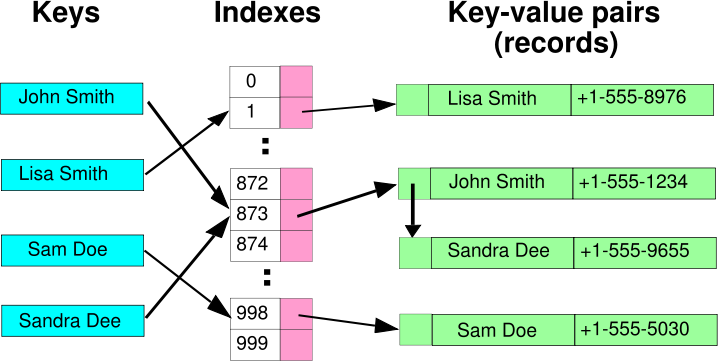 Keys Indexes Key-value pairs
(records)
John Smith
Lisa Smith
Sam Doe
Sandra Dee
0
1
:
872
873
874
:
998
999
Lisa Smith +1-555-8976
John Smith +1-555-1234
Sandra Dee +1-555-9655
Sam Doe +1-555-5030